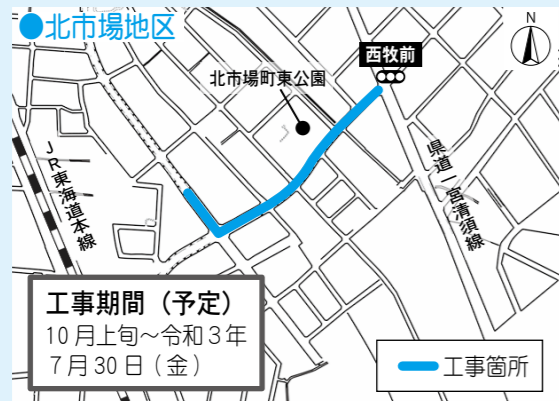 ●北市場地区
N
西牧前
北市場町東公園
JR東海道本線
県道一宮清須線
工事期間（予定）
10月上旬～令和3年
7月30日（金）
工事箇所